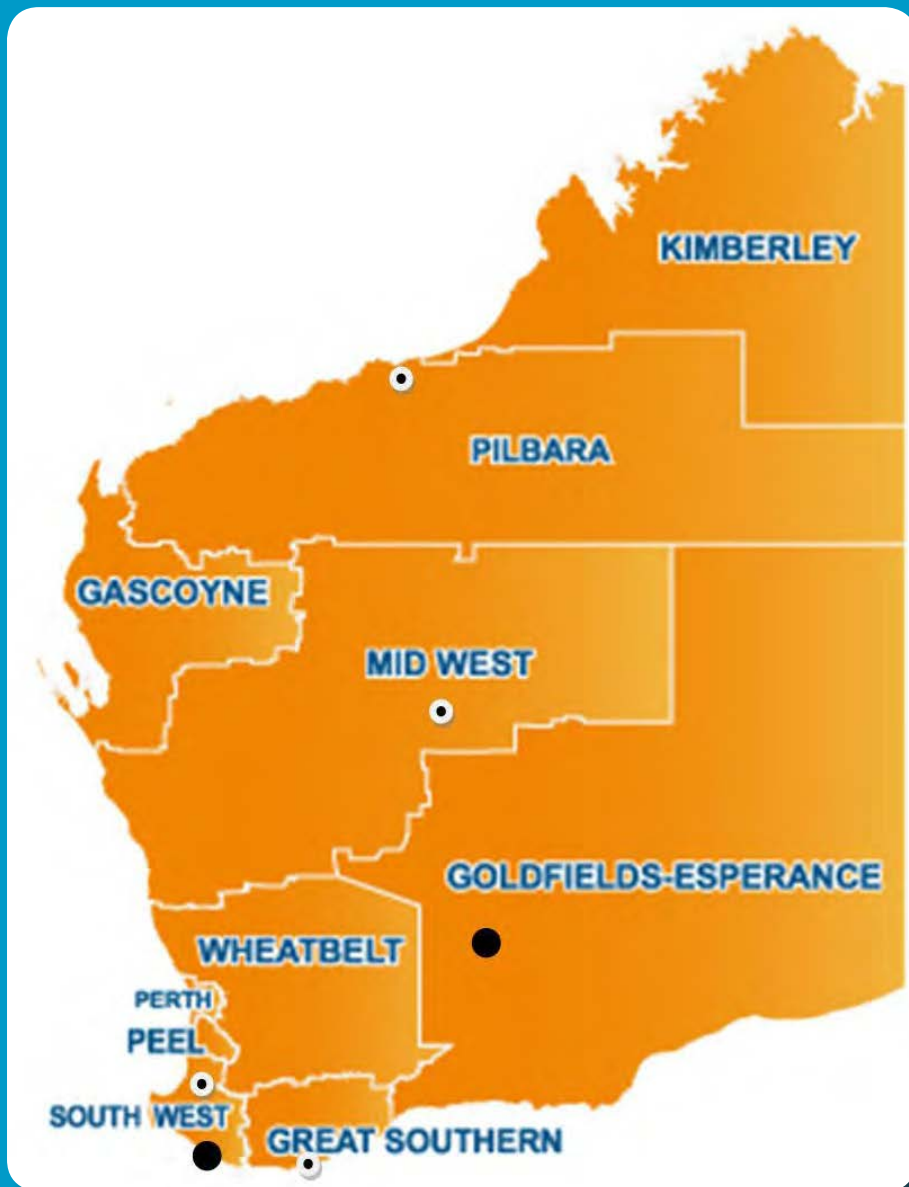 KIMBERLEY
PILBARA
GASCOYNE
MID WEST
GOLDFIELDS-ESPERANCE
WHEATBELT
PERTH
PEEL
SOUTH WEST
GREAT SOUTHERN